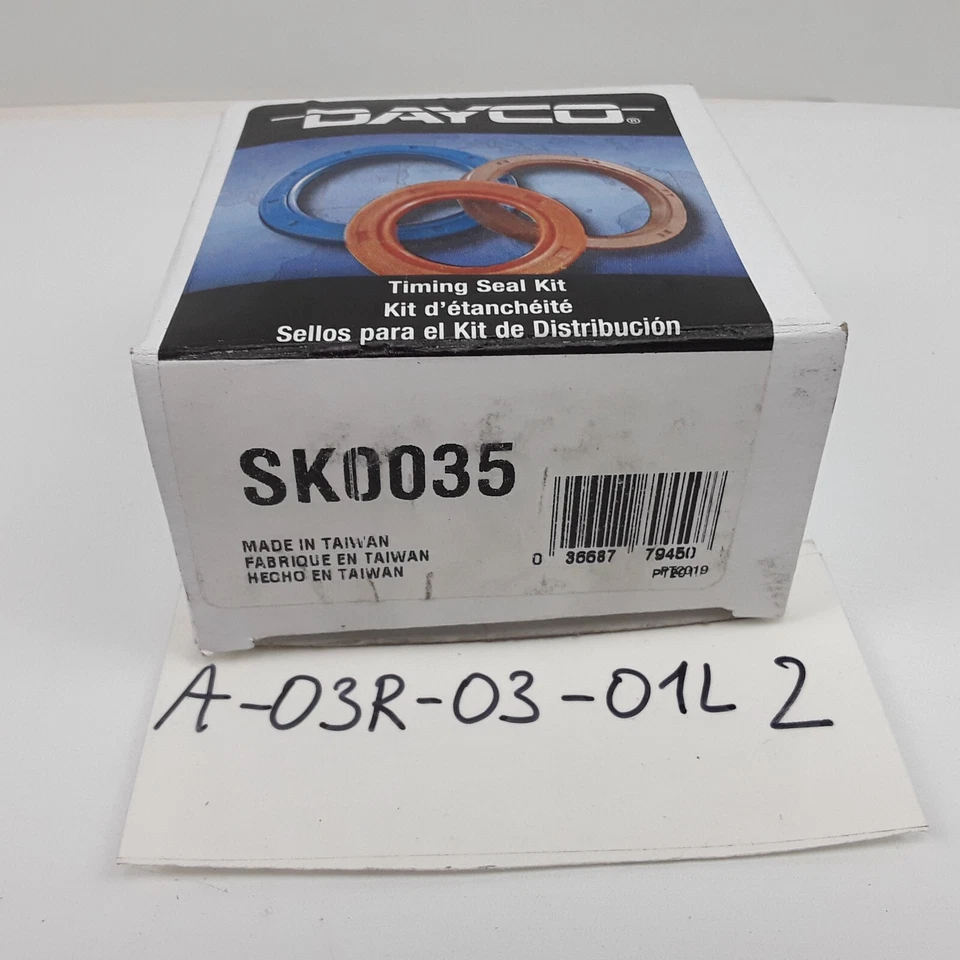 DAYCO®
Timing Seal Kit
Kit d'étanchéité
Sellos para el Kit de Distribución
SK0035
MADE IN TAIWAN
FABRIQUE EN TAIWAN
HECHO EN TAIWAN
0 36687 79450
A-03R-03-01L 2